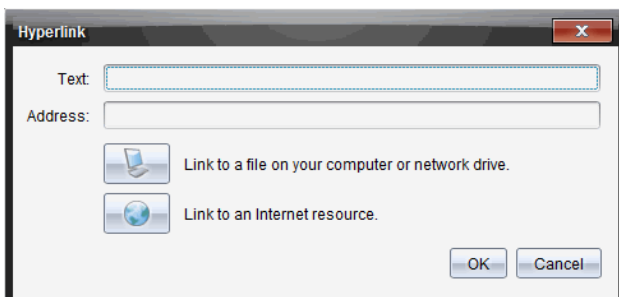 Hyperlink
Text:
Address:
Link to a file on your computer or network drive.
Link to an Internet resource.
OK Cancel